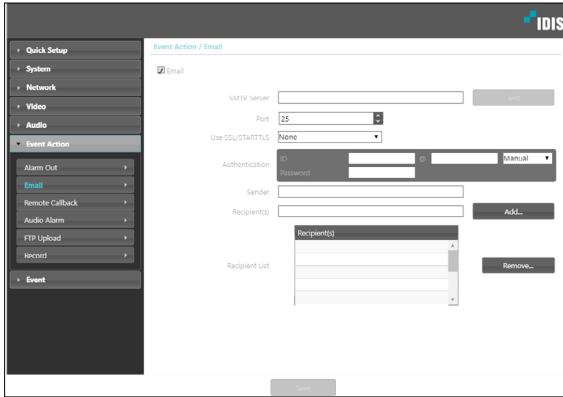 IDIS
Quick Setup
System
Network
Video
Audio
Event Action
Alarm Out
Email
Remote Callback
Audio Alarm
FTP Upload
Record
Event
Event Action / Email
Email
SMTP Server
Test
Port 25
Use SSL/STARTTLS None
Authentication ID @ Manual
Password
Sender
Recipient(s) Add...
Recipient(s)
Recipient List Remove...
Save